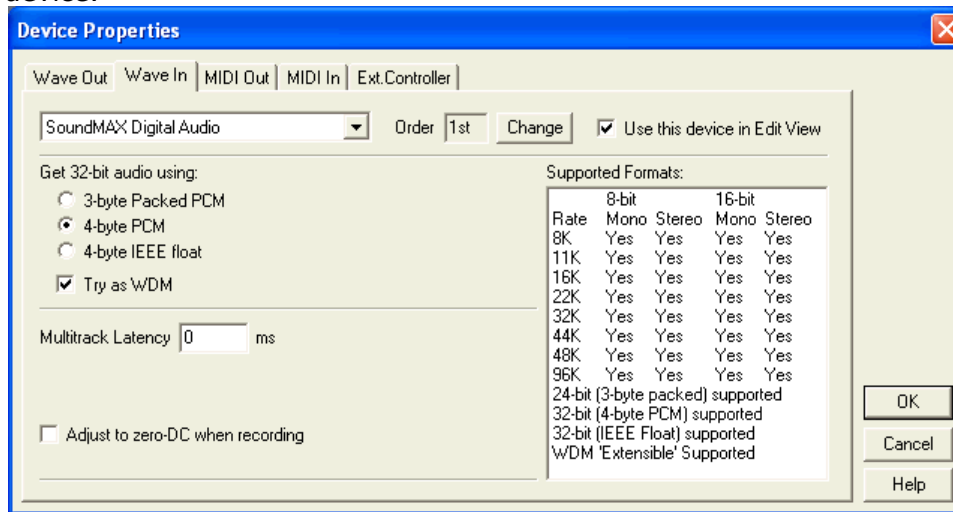 device.
Device Properties
Wave Out Wave In MIDI Out MIDI In Ext.Controller
SoundMAX Digital Audio Order 1st Change Use this device in Edit View
Get 32-bit audio using: Supported Formats:
3-byte Packed PCM
4-byte PCM
4-byte IEEE float
Try as WDM
Multitrack Latency 0 ms
Adjust to zero-DC when recording
8-bit 16-bit
Rate Mono Stereo Mono Stereo
8K Yes Yes Yes Yes
11K Yes Yes Yes Yes
16K Yes Yes Yes Yes
22K Yes Yes Yes Yes
32K Yes Yes Yes Yes
44K Yes Yes Yes Yes
48K Yes Yes Yes Yes
96K Yes Yes Yes Yes
24-bit (3-byte packed) supported
32-bit (4-byte PCM) supported
32-bit (IEEE Float) supported
WDM 'Extensible' Supported
OK
Cancel
Help